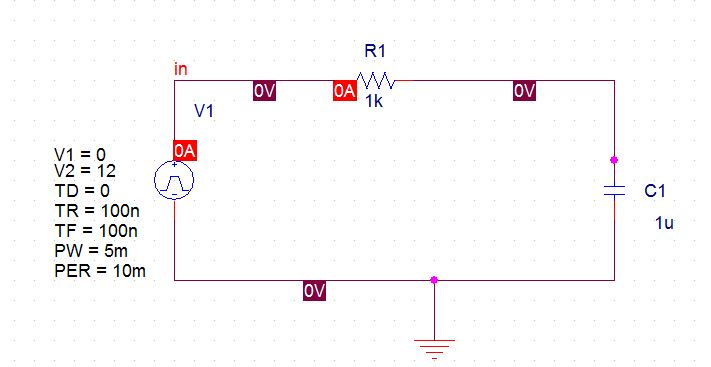 R1
in
0V
0A
0V
1k
V1
0A
V1 = 0
V2 = 12
TD = 0
TR = 100n
TF = 100n
PW = 5m
PER = 10m
C1
1u
0V